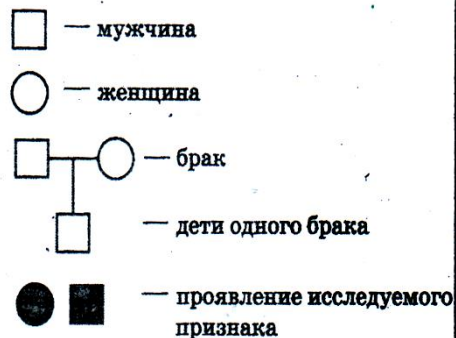 — мужчина
— женщина
— брак
— дети одного брака
— проявление исследуемого
признака